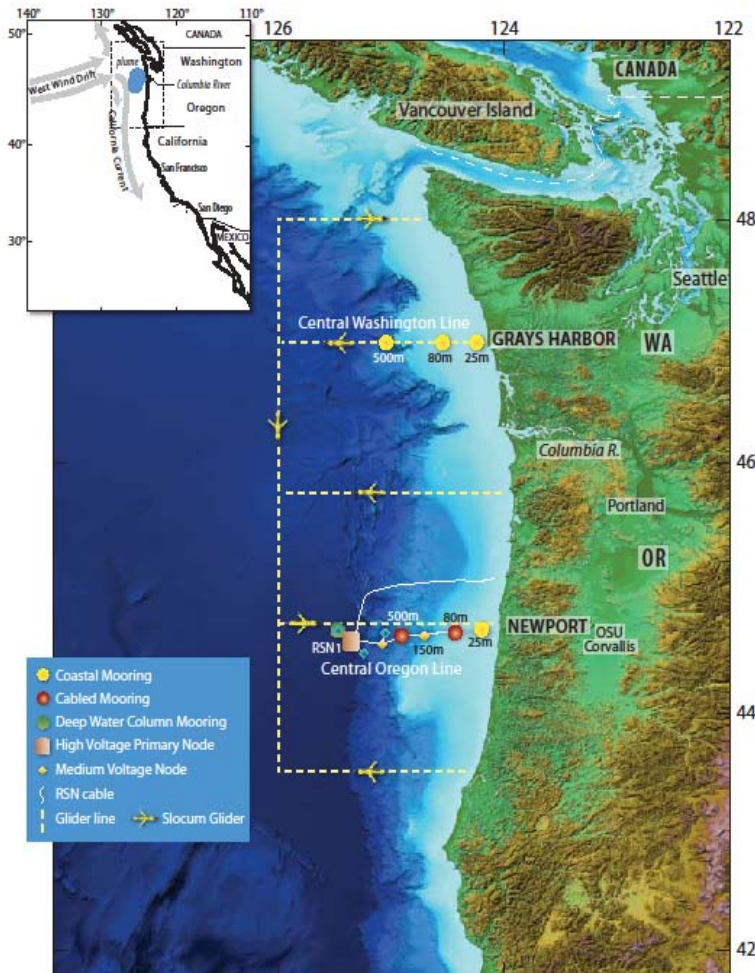 140°
130°
120°
110°
50°
40°
30°
CANADA
Washington
plume
Columbia River
West Wind Drift
Oregon
California
California Current
San Francisco
San Diego
MEXICO
126
124
122
CANADA
Vancouver Island
48
Seattle
Central Washington Line
GRAYS HARBOR
WA
500m
80m
25m
46
Columbia R.
Portland
OR
500m
80m
NEWPORT
OSU
Corvallis
RSN1
150m
25m
Central Oregon Line
44
Coastal Mooring
Cabled Mooring
Deep Water Column Mooring
High Voltage Primary Node
Medium Voltage Node
RSN cable
Glider line
Slocum Glider
42